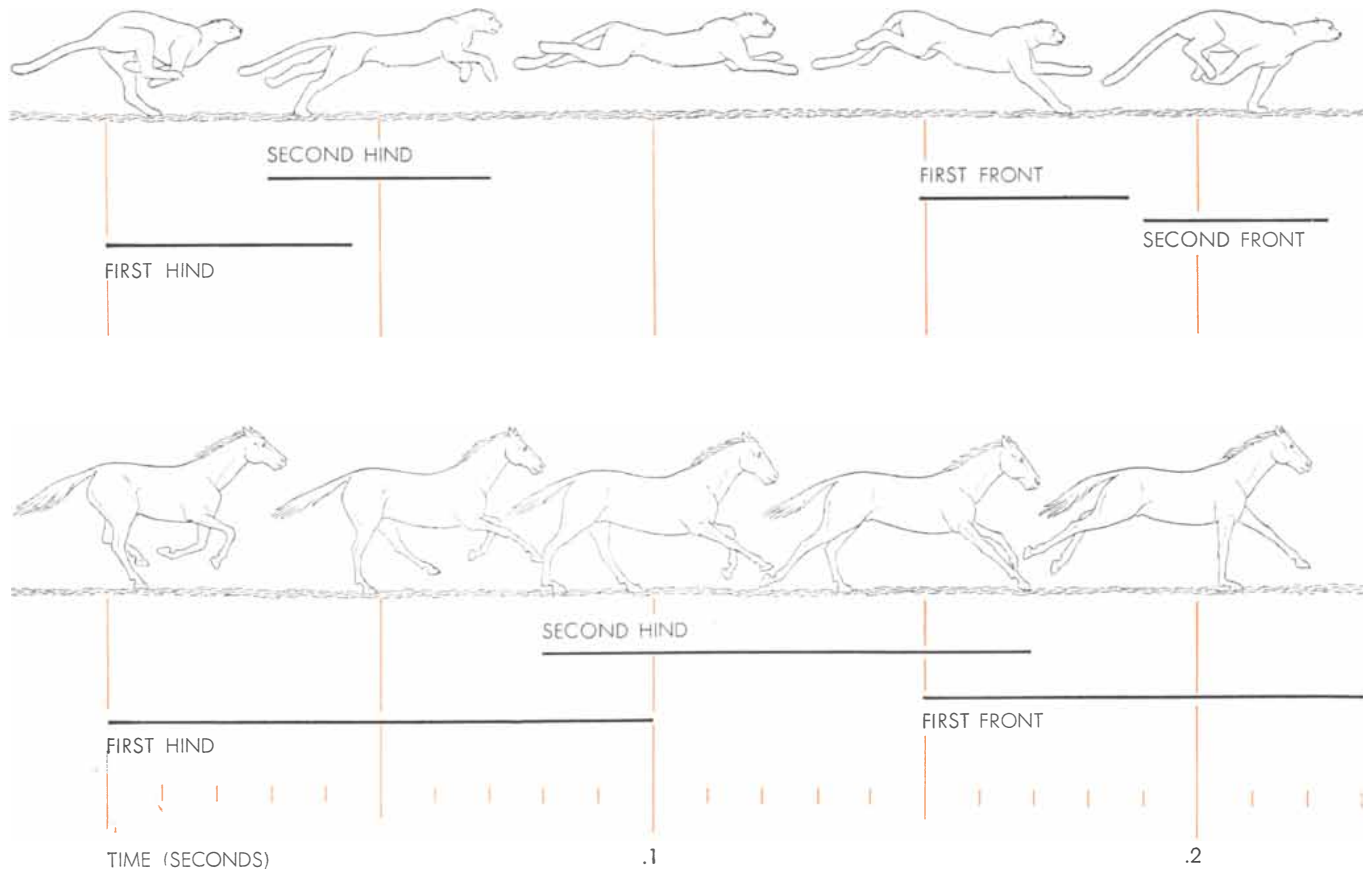 SECOND HIND
FIRST FRONT
SECOND FRONT
FIRST HIND
SECOND HIND
FIRST FRONT
FIRST HIND
TIME (SECONDS)
.1
.2